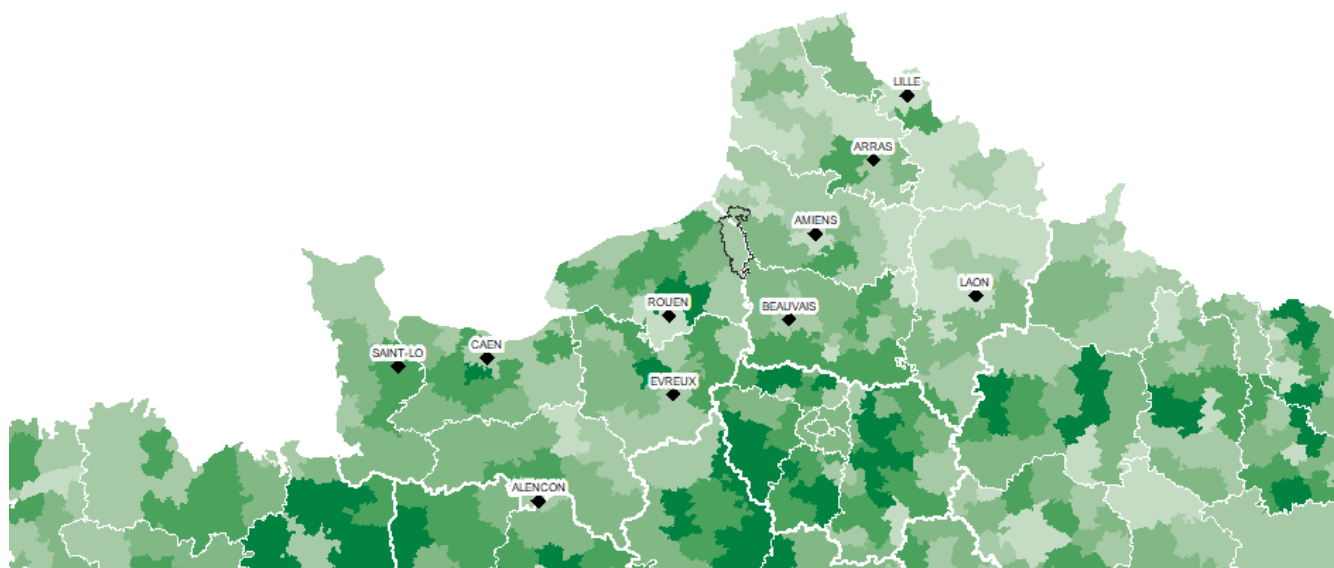 LILLE
ARRAS
AMIENS
LAON
ROUEN
BEAUVAIS
CAEN
SAINT-LO
EVREUX
ALENCON